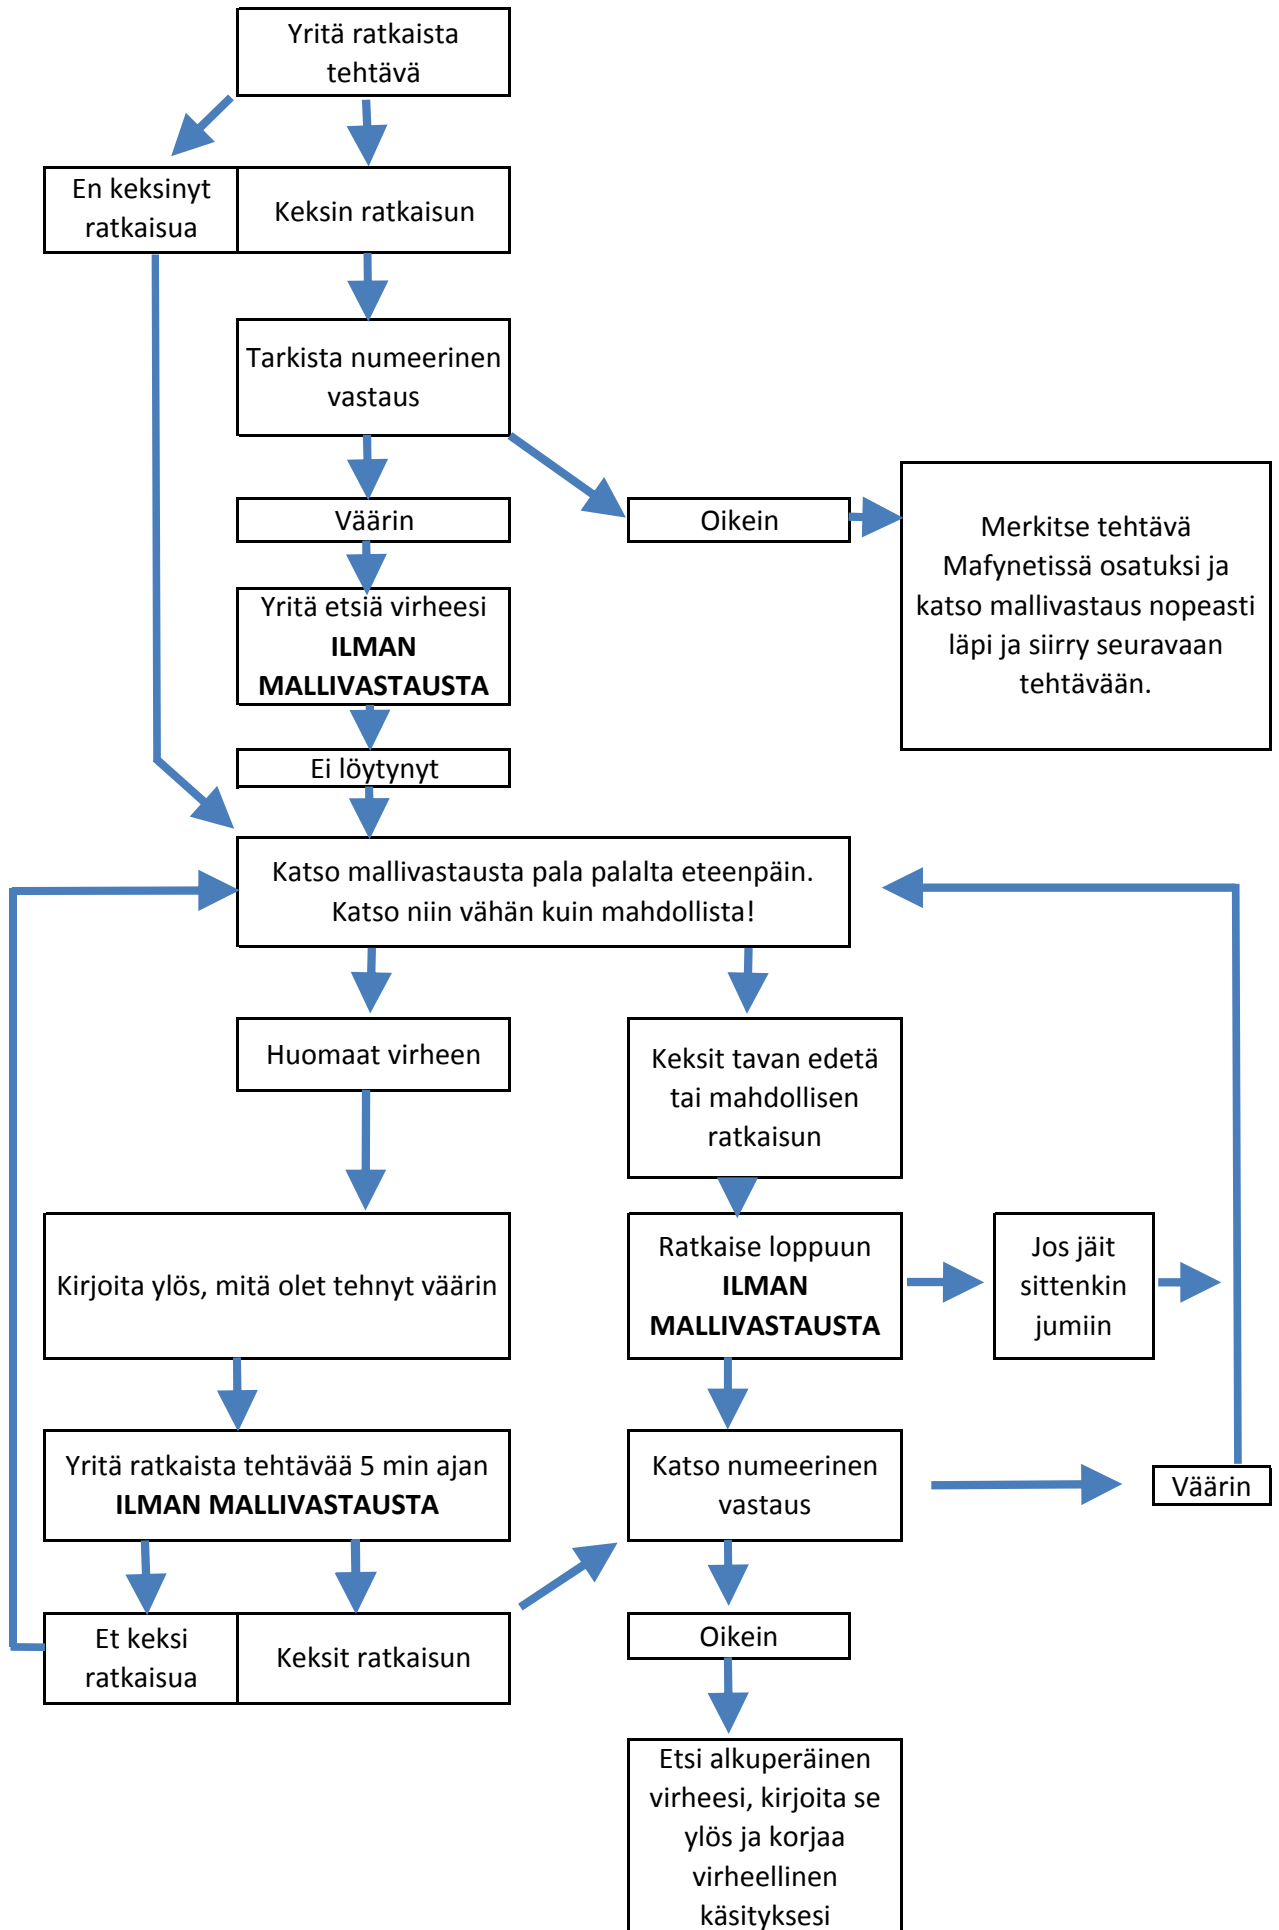 Yritä ratkaista
tehtävä
En keksinyt
ratkaisua
Keksin ratkaisun
Tarkista numeerinen
vastaus
Väärin
Oikein
Merkitse tehtävä
Mafynetissä osatuksi ja
katso mallivastaus nopeasti
läpi ja siirry seuravaan
tehtävään.
Yritä etsiä virheesi
ILMAN
MALLIVASTAUSTA
Ei löytynyt
Katso mallivastausta pala palalta eteenpäin.
Katso niin vähän kuin mahdollista!
Huomaat virheen
Keksit tavan edetä
tai mahdollisen
ratkaisun
Kirjoita ylös, mitä olet tehnyt väärin
Ratkaise loppuun
ILMAN
MALLIVASTAUSTA
Jos jäit
sittenkin
jumiin
Yritä ratkaista tehtävää 5 min ajan
ILMAN MALLIVASTAUSTA
Katso numeerinen
vastaus
Väärin
Et keksi
ratkaisua
Keksit ratkaisun
Oikein
Etsi alkuperäinen
virheesi, kirjoita se
ylös ja korjaa
virheellinen
käsityksesi